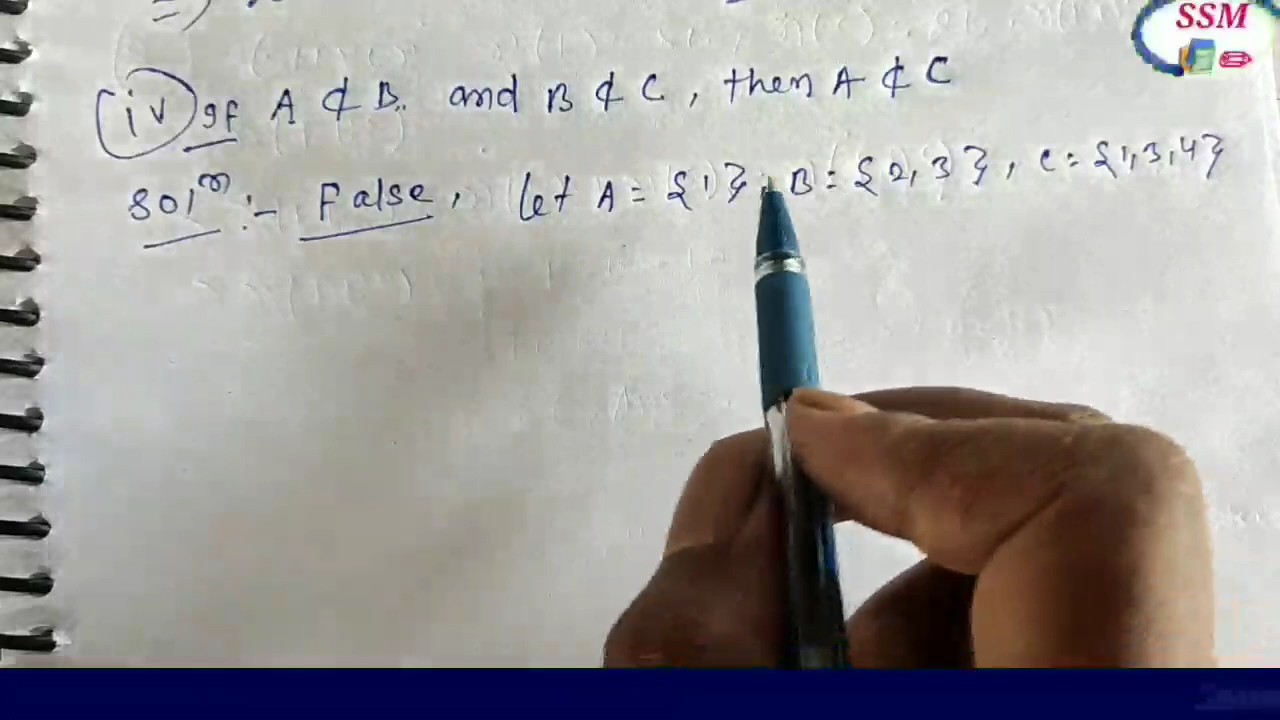 =>
SSM
(iv) If A ⊄ B. and B ⊄ C, then A ⊄ C
Solⁿ :- False, let A = {1}, B = {2,3}, C = {1,3,4}